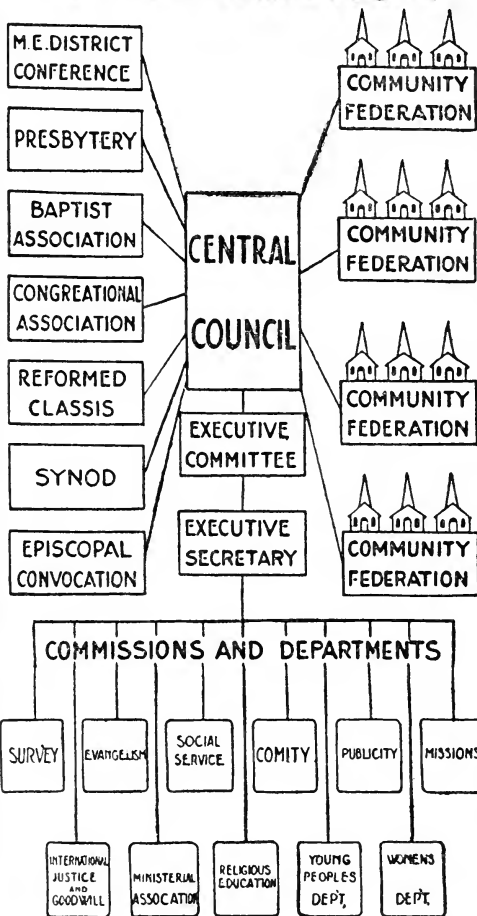 M.E. DISTRICT
CONFERENCE
PRESBYTERY
BAPTIST
ASSOCIATION
CONGREATIONAL
ASSOCIATION
REFORMED
CLASSIS
SYNOD
EPISCOPAL
CONVOCATION
CENTRAL
COUNCIL
EXECUTIVE
COMMITTEE
EXECUTIVE
SECRETARY
COMMUNITY
FEDERATION
COMMUNITY
FEDERATION
COMMUNITY
FEDERATION
COMMUNITY
FEDERATION
COMMISSIONS AND DEPARTMENTS
SURVEY
EVANGELISM
SOCIAL
SERVICE
COMITY
PUBLICITY
MISSIONS
INTERNATIONAL
JUSTICE
AND
GOODWILL
MINISTERIAL
ASSOCATION
RELIGIOUS
EDUCATION
YOUNG
PEOPLES
DEP'T,
WOMENS
DEPT.